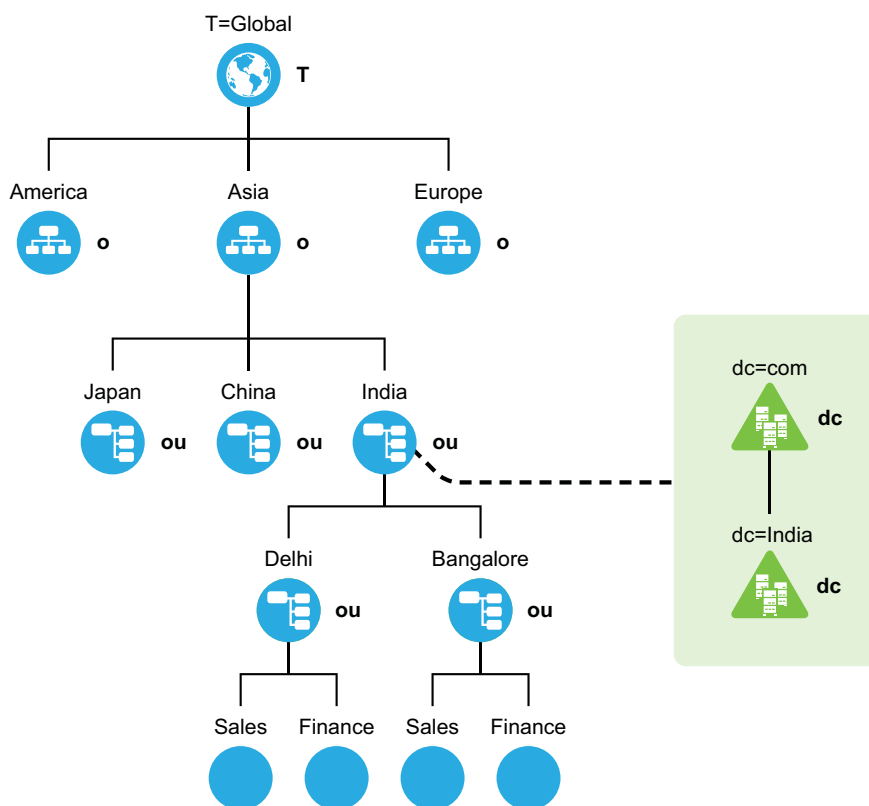 T=Global
T
America
Asia
Europe
o
o
o
Japan
China
India
ou
ou
ou
dc=com
dc
dc=India
dc
Delhi
Bangalore
ou
ou
Sales
Finance
Sales
Finance